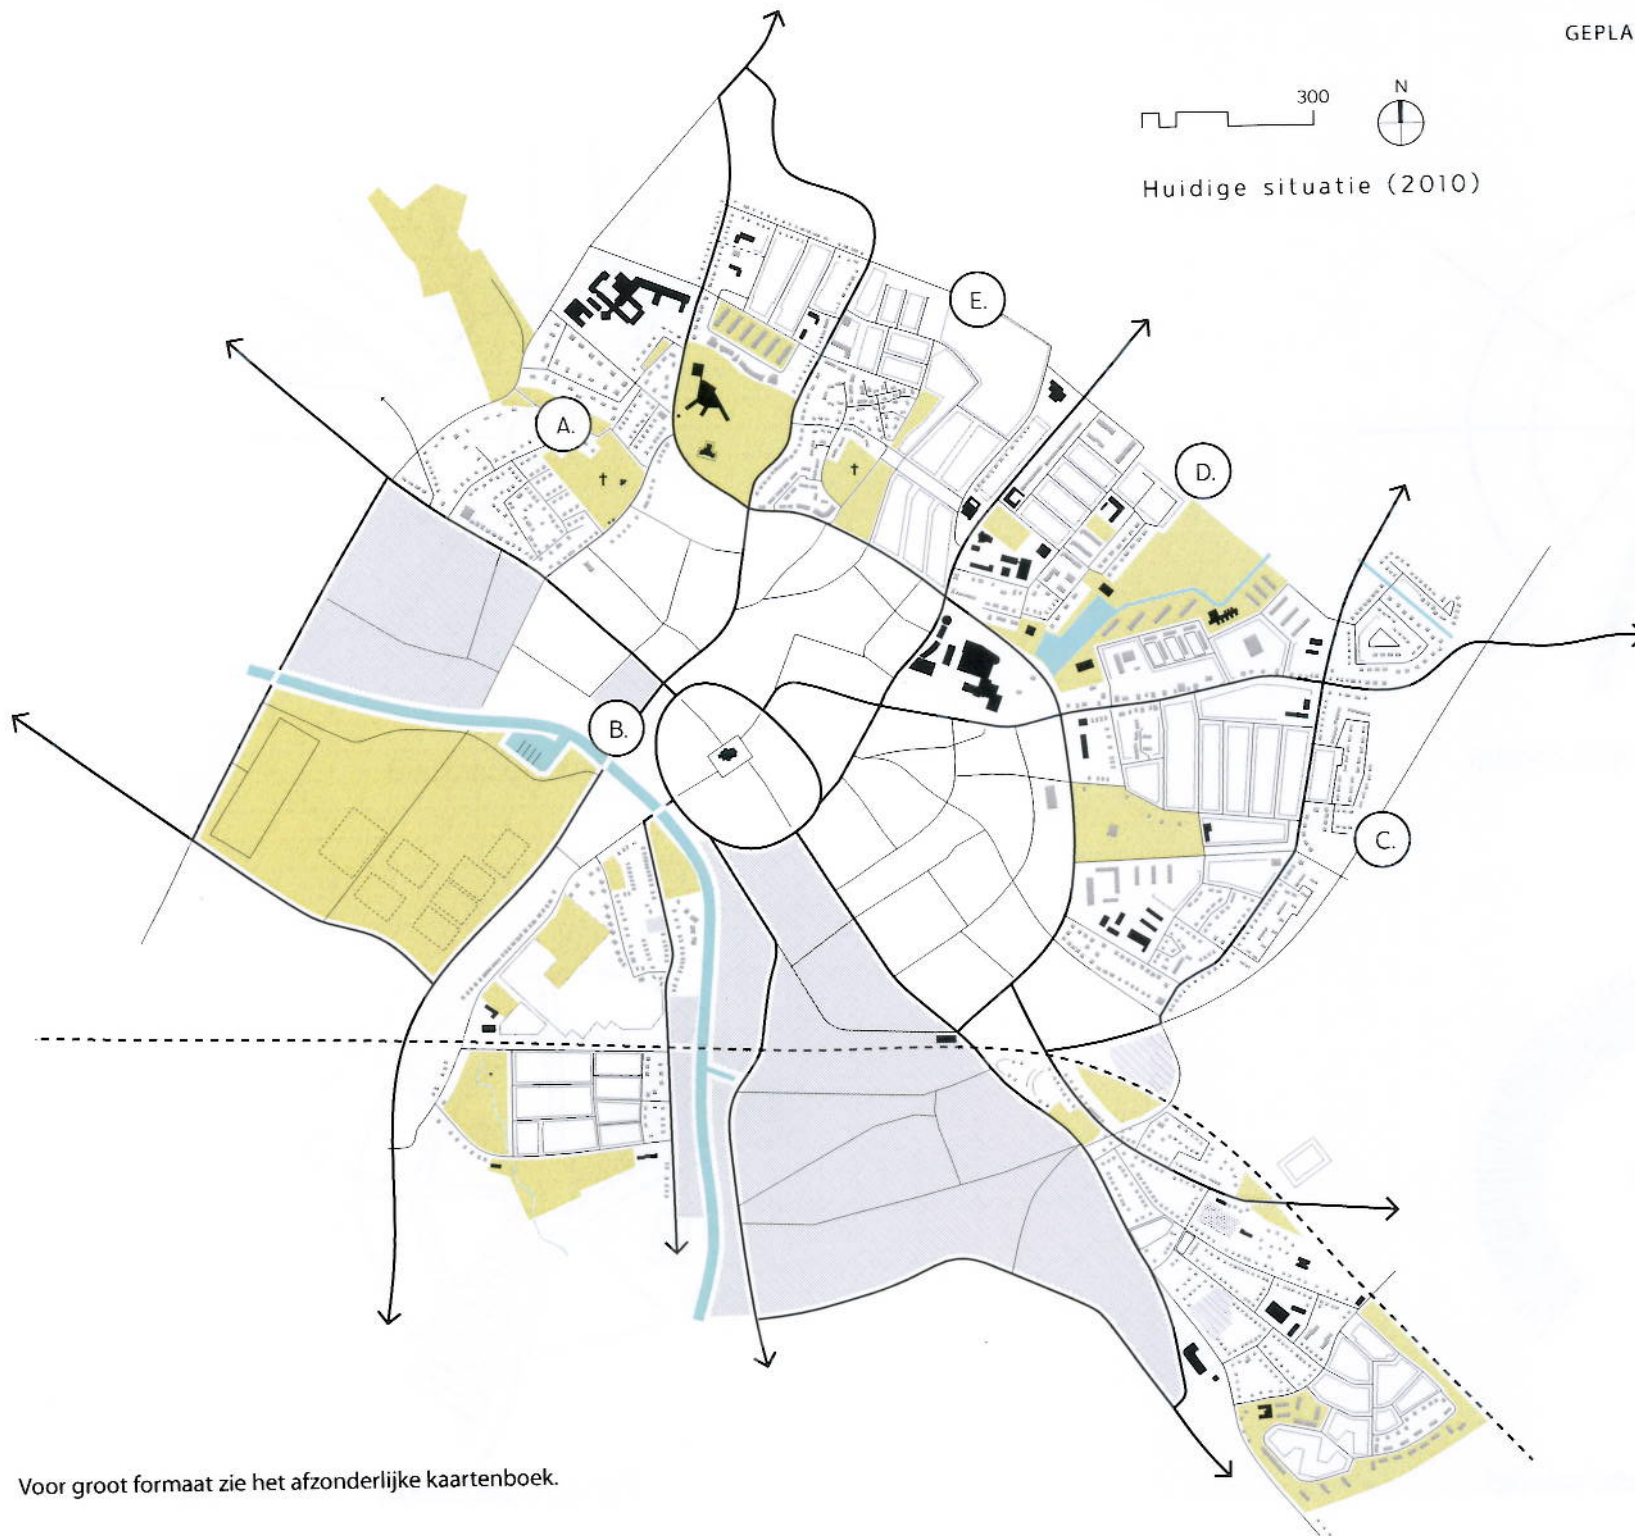 GEPLA
300
N
Huidige situatie (2010)
E.
A.
D.
B.
C.
Voor groot formaat zie het afzonderlijke kaartenboek.